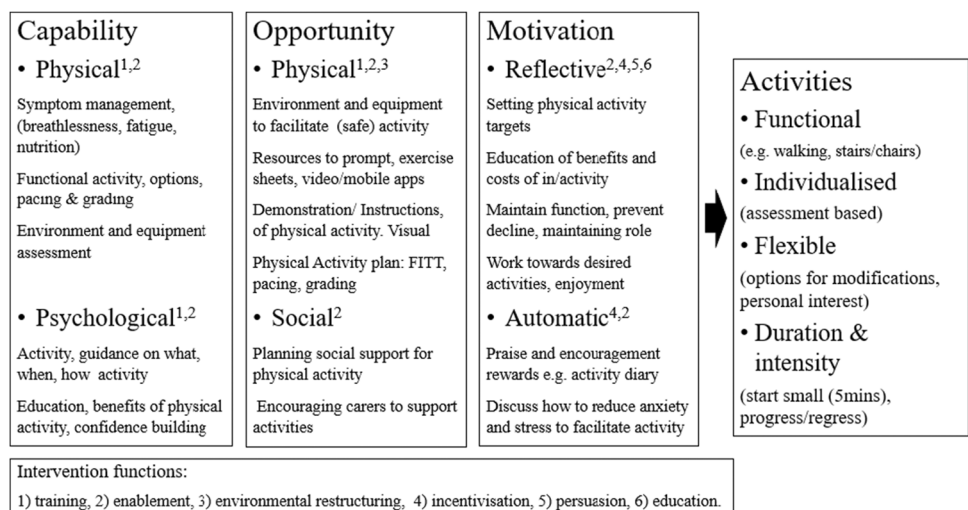 Capability
• Physical1,2
Symptom management,
(breathlessness, fatigue,
nutrition)
Functional activity, options,
pacing & grading
Environment and equipment
assessment
• Psychological1,2
Activity, guidance on what,
when, how activity
Education, benefits of physical
activity, confidence building
Opportunity
• Physical1,2,3
Environment and equipment
to facilitate (safe) activity
Resources to prompt, exercise
sheets, video/mobile apps
Demonstration/ Instructions,
of physical activity. Visual
Physical Activity plan: FITT,
pacing, grading
• Social2
Planning social support for
physical activity
Encouraging carers to support
activities
Motivation
• Reflective2,4,5,6
Setting physical activity
targets
Education of benefits and
costs of in/activity
Maintain function, prevent
decline, maintaining role
Work towards desired
activities, enjoyment
• Automatic4,2
Praise and encouragement
rewards e.g. activity diary
Discuss how to reduce anxiety
and stress to facilitate activity
Activities
• Functional
(e.g. walking, stairs/chairs)
• Individualised
(assessment based)
• Flexible
(options for modifications,
personal interest)
• Duration &
intensity
(start small (5mins),
progress/regress)
Intervention functions:
1) training, 2) enablement, 3) environmental restructuring, 4) incentivisation, 5) persuasion, 6) education.